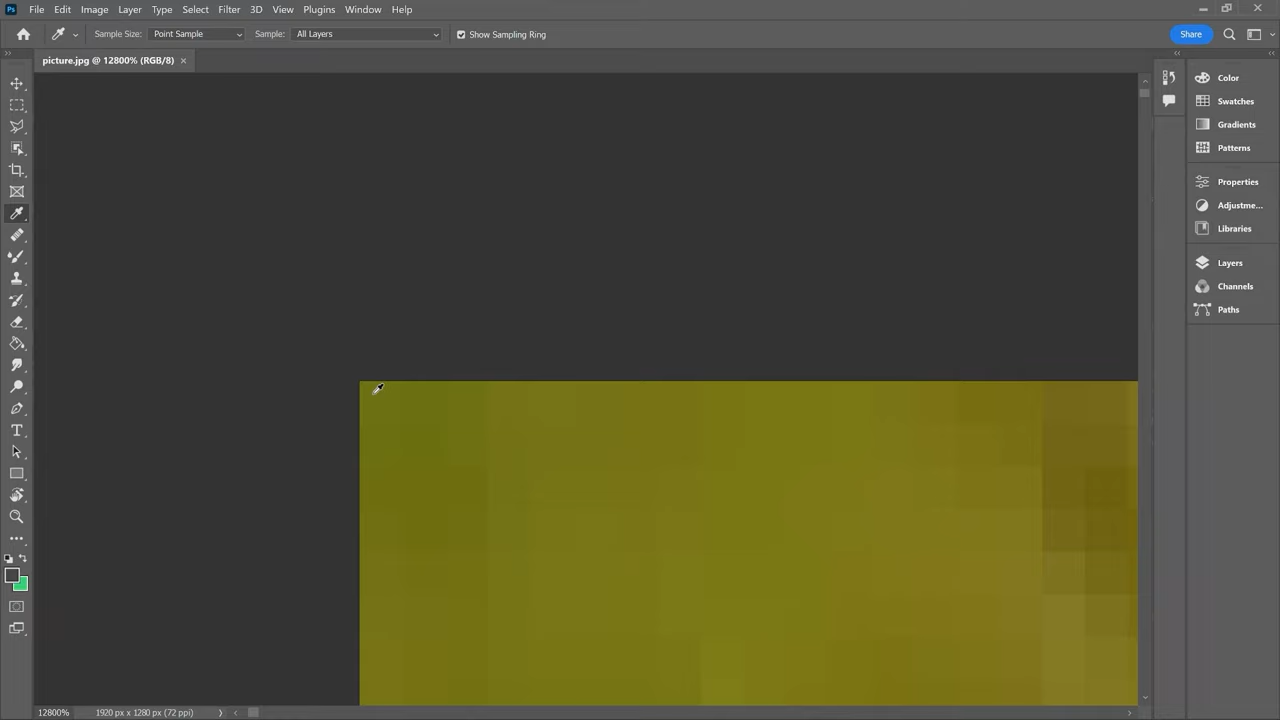 Ps File Edit Image Layer Type Select Filter 3D View Plugins Window Help
Sample Size: Point Sample Sample: All Layers Show Sampling Ring Share
picture.jpg @ 12800% (RGB/8)
Color
Swatches
Gradients
Patterns
Properties
Adjustme...
Libraries
Layers
Channels
Paths
T
12800% 1920 px x 1280 px (72 ppi)